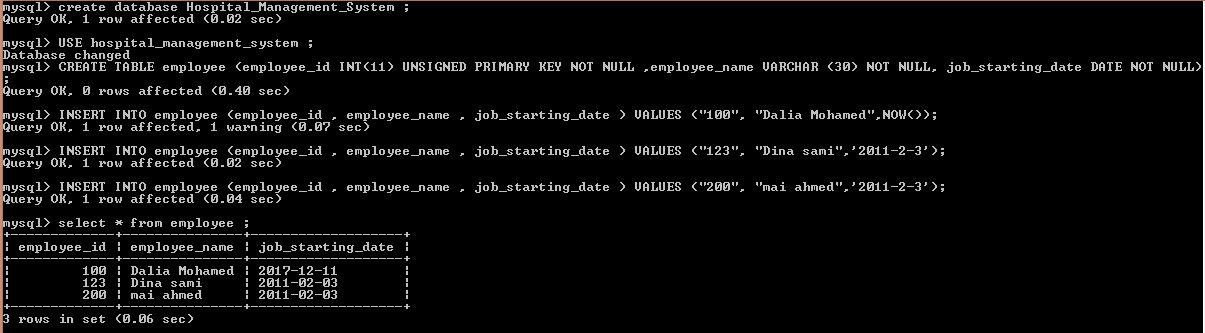 mysql> create database Hospital_Management_System ;
Query OK, 1 row affected (0.02 sec)
mysql> USE hospital_management_system ;
Database changed
mysql> CREATE TABLE employee (employee_id INT(11) UNSIGNED PRIMARY KEY NOT NULL ,employee_name VARCHAR (30) NOT NULL, job_starting_date DATE NOT NULL)
;
Query OK, 0 rows affected (0.40 sec)
mysql> INSERT INTO employee (employee_id , employee_name , job_starting_date ) VALUES ("100", "Dalia Mohamed",NOW());
Query OK, 1 row affected, 1 warning (0.07 sec)
mysql> INSERT INTO employee (employee_id , employee_name , job_starting_date ) VALUES ("123", "Dina sami",'2011-2-3');
Query OK, 1 row affected (0.02 sec)
mysql> INSERT INTO employee (employee_id , employee_name , job_starting_date ) VALUES ("200", "mai ahmed",'2011-2-3');
Query OK, 1 row affected (0.04 sec)
mysql> select * from employee ;
+-------------+---------------+-------------------+
| employee_id | employee_name | job_starting_date |
+-------------+---------------+-------------------+
|         100 | Dalia Mohamed | 2017-12-11        |
|         123 | Dina sami     | 2011-02-03        |
|         200 | mai ahmed     | 2011-02-03        |
+-------------+---------------+-------------------+
3 rows in set (0.06 sec)